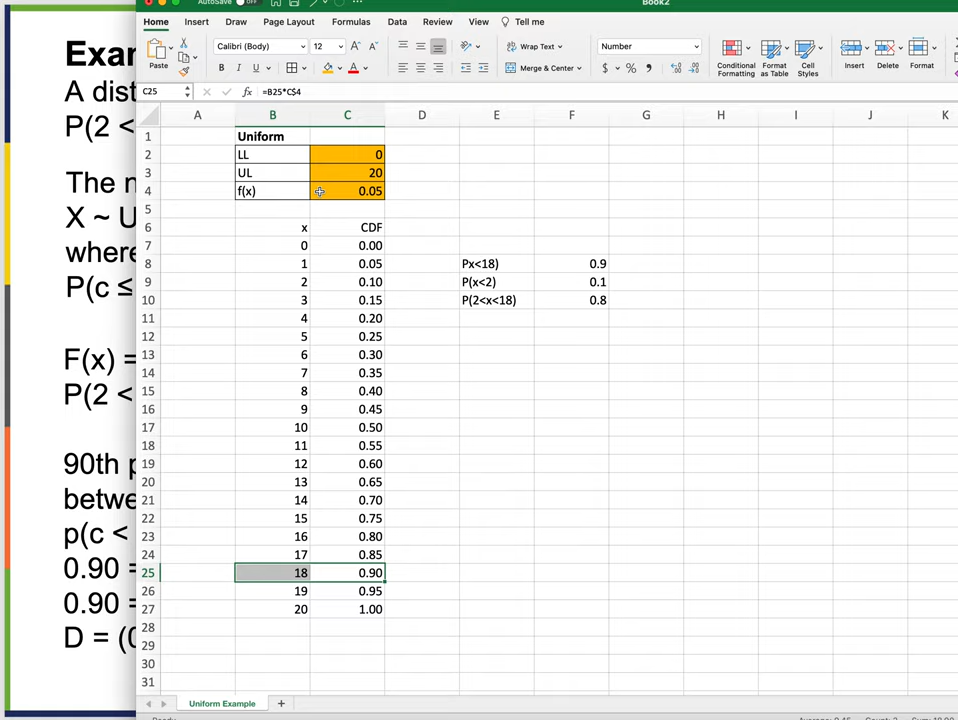 Book2
AutoSave OFF
Home Insert Draw Page Layout Formulas Data Review View Tell me
Paste Calibri (Body) 12 A^ A˅ Wrap Text Number Conditional Formatting Format as Table Cell Styles Insert Delete Format
B I U A Merge & Center $ % 9
C25 fx =B25*C$4
A B C D E F G H I J K
1 Uniform
2 LL 0
3 UL 20
4 f(x) 0.05
5
6 x CDF
7 0 0.00
8 1 0.05 Px<18) 0.9
9 2 0.10 P(x<2) 0.1
10 3 0.15 P(2<x<18) 0.8
11 4 0.20
12 5 0.25
13 6 0.30
14 7 0.35
15 8 0.40
16 9 0.45
17 10 0.50
18 11 0.55
19 12 0.60
20 13 0.65
21 14 0.70
22 15 0.75
23 16 0.80
24 17 0.85
25 18 0.90
26 19 0.95
27 20 1.00
28
29
30
31
Uniform Example +
Exar
A dist
P(2 <
The n
X ~ U
where
P(c ≤
F(x) =
P(2 <
90th p
betwe
p(c <
0.90 =
0.90 =
D = (0